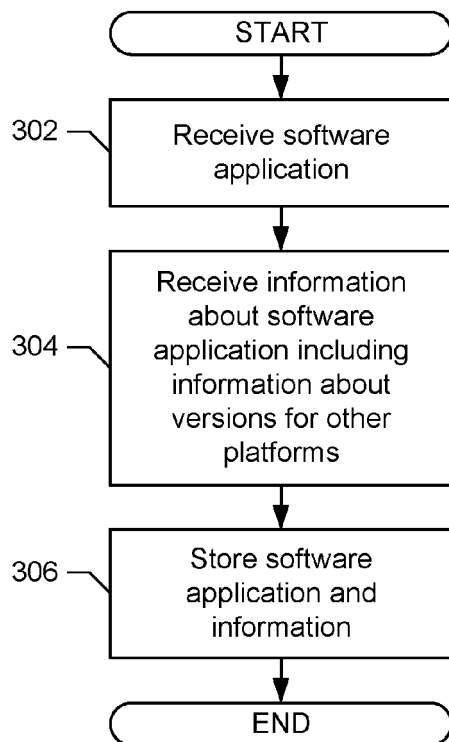 START
302
Receive software
application
304
Receive information
about software
application including
information about
versions for other
platforms
306
Store software
application and
information
END